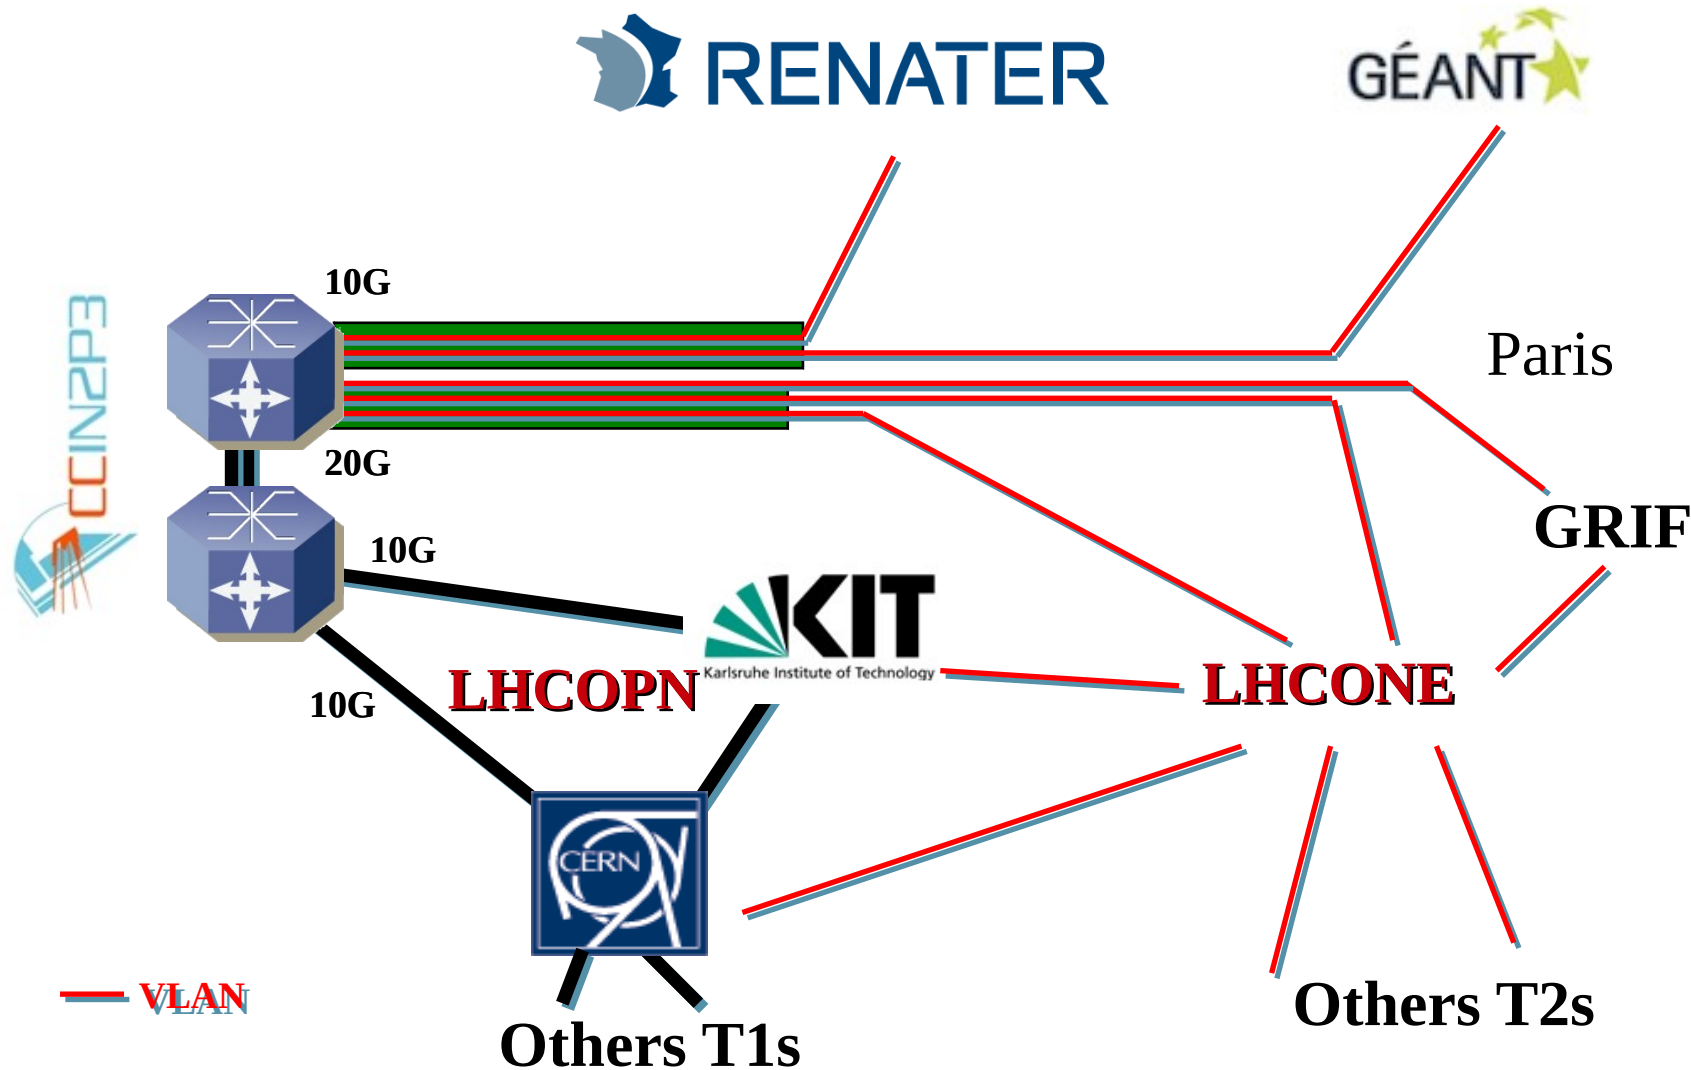 RENATER
GÉANT
10G
CCIN2P3
Paris
20G
GRIF
10G
KIT
Karlsruhe Institute of Technology
LHCOPN
LHCONE
10G
CERN
VLAN
Others T2s
Others T1s